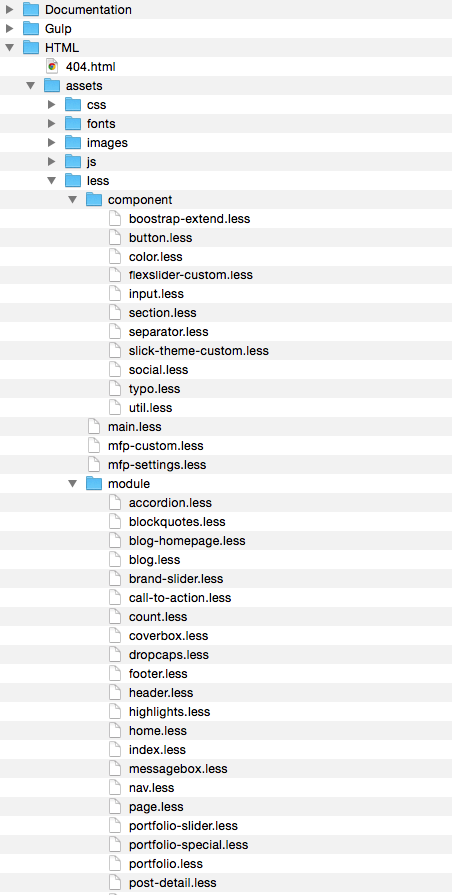 Documentation
Gulp
HTML
404.html
assets
css
fonts
images
js
less
component
boostrap-extend.less
button.less
color.less
flexslider-custom.less
input.less
section.less
separator.less
slick-theme-custom.less
social.less
typo.less
util.less
main.less
mfp-custom.less
mfp-settings.less
module
accordion.less
blockquotes.less
blog-homepage.less
blog.less
brand-slider.less
call-to-action.less
count.less
coverbox.less
dropcaps.less
footer.less
header.less
highlights.less
home.less
index.less
messagebox.less
nav.less
page.less
portfolio-slider.less
portfolio-special.less
portfolio.less
post-detail.less